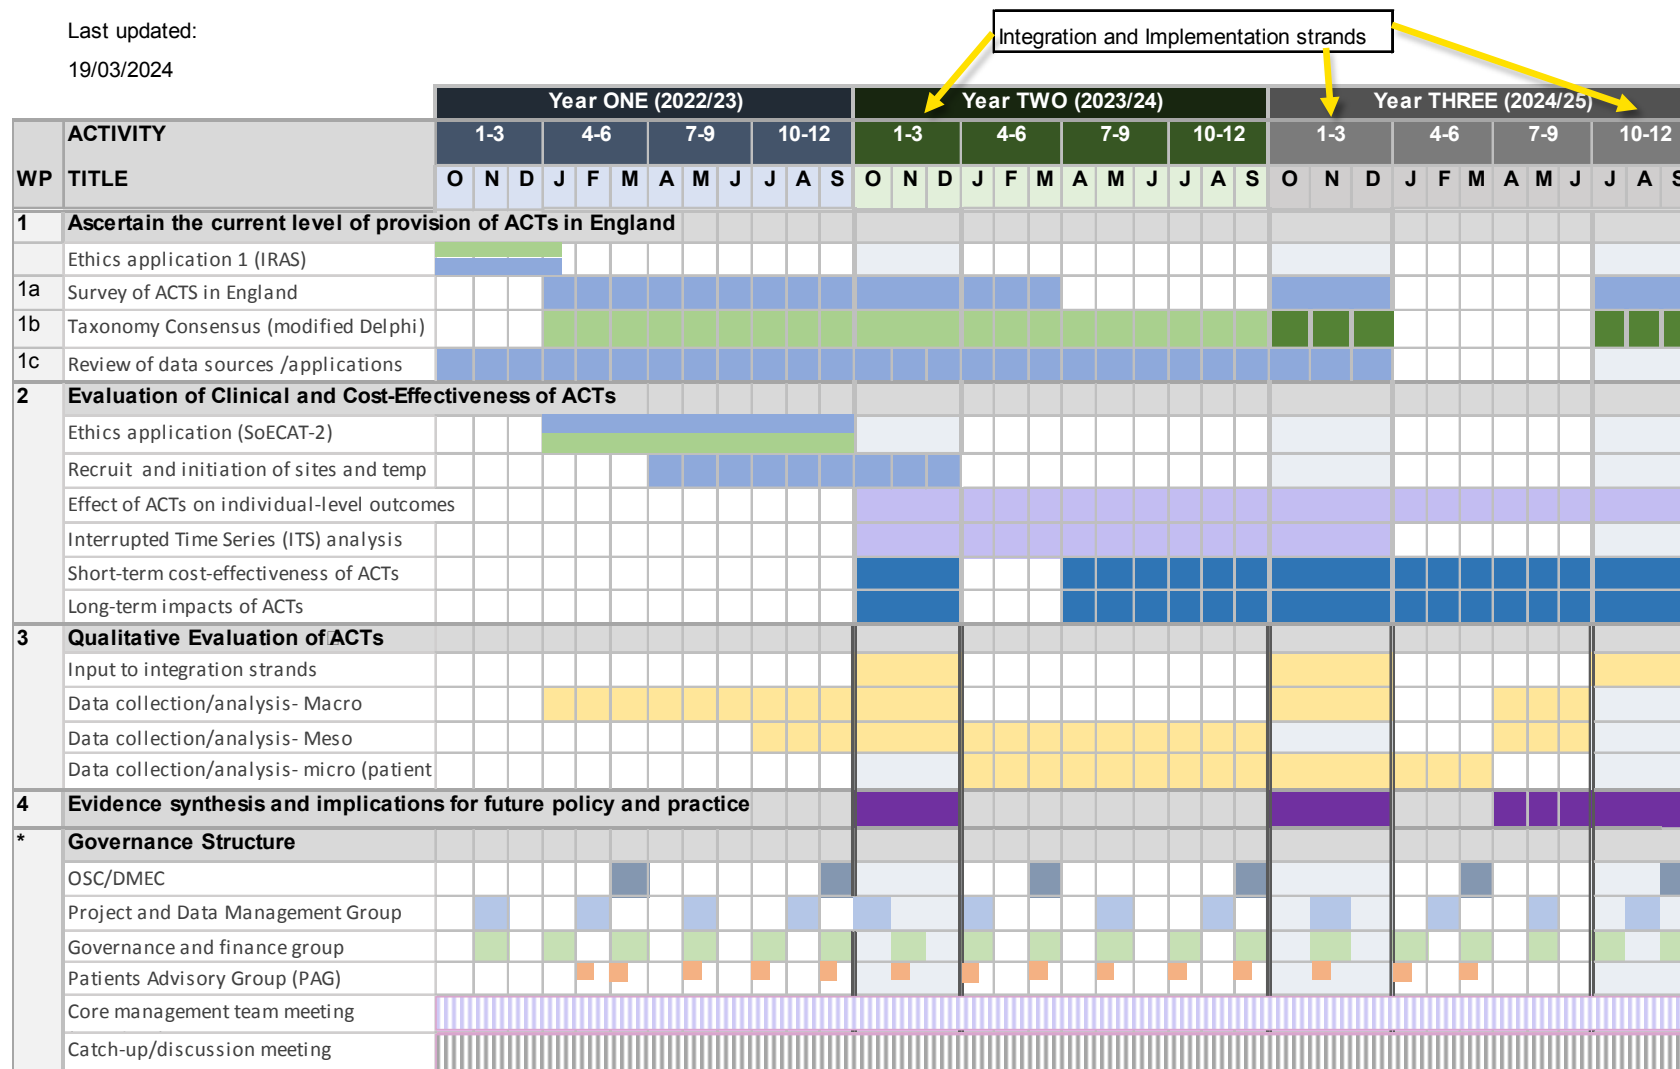 Last updated:
19/03/2024
Integration and Implementation strands
Year ONE (2022/23) Year TWO (2023/24) Year THREE (2024/25)
ACTIVITY 1-3 4-6 7-9 10-12 1-3 4-6 7-9 10-12 1-3 4-6 7-9 10-12
WP TITLE O N D J F M A M J J A S O N D J F M A M J J A S O N D J F M A M J J A S
1 Ascertain the current level of provision of ACTs in England
Ethics application 1 (IRAS)
1a Survey of ACTS in England
1b Taxonomy Consensus (modified Delphi)
1c Review of data sources /applications
2 Evaluation of Clinical and Cost-Effectiveness of ACTs
Ethics application (SoECAT-2)
Recruit and initiation of sites and temp
Effect of ACTs on individual-level outcomes
Interrupted Time Series (ITS) analysis
Short-term cost-effectiveness of ACTs
Long-term impacts of ACTs
3 Qualitative Evaluation of ACTs
Input to integration strands
Data collection/analysis- Macro
Data collection/analysis- Meso
Data collection/analysis- micro (patient
4 Evidence synthesis and implications for future policy and practice
* Governance Structure
OSC/DMEC
Project and Data Management Group
Governance and finance group
Patients Advisory Group (PAG)
Core management team meeting
Catch-up/discussion meeting